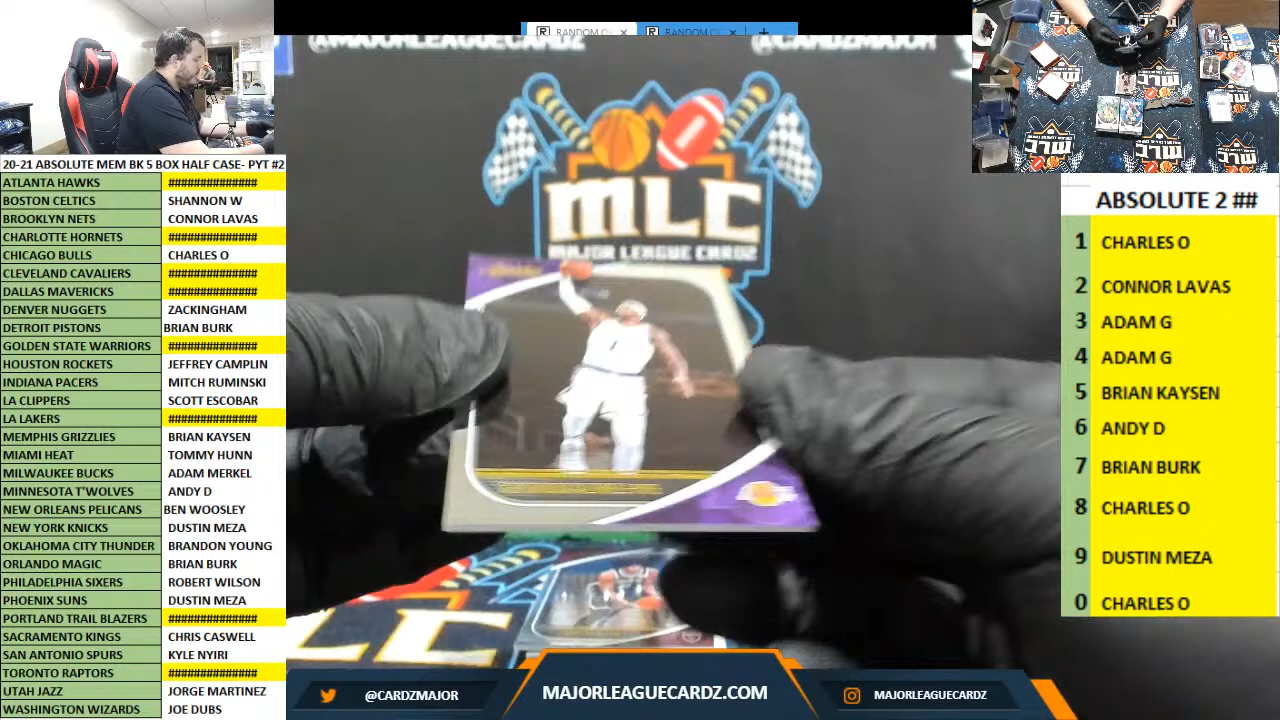 RANDOM
RANDOM
@MAJORLEAGUECARDZ
@CARDZMAJOR
MLC
MAJOR LEAGUE CARDZ
20-21 ABSOLUTE MEM BK 5 BOX HALF CASE- PYT #2
ATLANTA HAWKS ##############
BOSTON CELTICS SHANNON W
BROOKLYN NETS CONNOR LAVAS
CHARLOTTE HORNETS ##############
CHICAGO BULLS CHARLES O
CLEVELAND CAVALIERS ##############
DALLAS MAVERICKS ##############
DENVER NUGGETS ZACKINGHAM
DETROIT PISTONS BRIAN BURK
GOLDEN STATE WARRIORS ##############
HOUSTON ROCKETS JEFFREY CAMPLIN
INDIANA PACERS MITCH RUMINSKI
LA CLIPPERS SCOTT ESCOBAR
LA LAKERS ##############
MEMPHIS GRIZZLIES BRIAN KAYSEN
MIAMI HEAT TOMMY HUNN
MILWAUKEE BUCKS ADAM MERKEL
MINNESOTA T'WOLVES ANDY D
NEW ORLEANS PELICANS BEN WOOSLEY
NEW YORK KNICKS DUSTIN MEZA
OKLAHOMA CITY THUNDER BRANDON YOUNG
ORLANDO MAGIC BRIAN BURK
PHILADELPHIA SIXERS ROBERT WILSON
PHOENIX SUNS DUSTIN MEZA
PORTLAND TRAIL BLAZERS ##############
SACRAMENTO KINGS CHRIS CASWELL
SAN ANTONIO SPURS KYLE NYIRI
TORONTO RAPTORS ##############
UTAH JAZZ JORGE MARTINEZ
WASHINGTON WIZARDS JOE DUBS
ABSOLUTE 2 ##
1 CHARLES O
2 CONNOR LAVAS
3 ADAM G
4 ADAM G
5 BRIAN KAYSEN
6 ANDY D
7 BRIAN BURK
8 CHARLES O
9 DUSTIN MEZA
0 CHARLES O
@CARDZMAJOR
MAJORLEAGUECARDZ.COM
MAJORLEAGUECARDZ